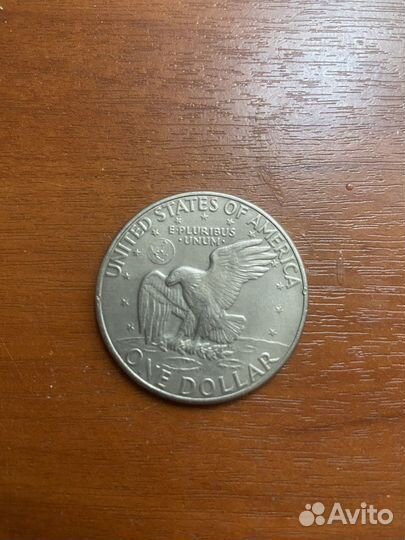 UNITED STATES OF AMERICA
E·PLURIBUS
·UNUM·
ONE DOLLAR
Avito